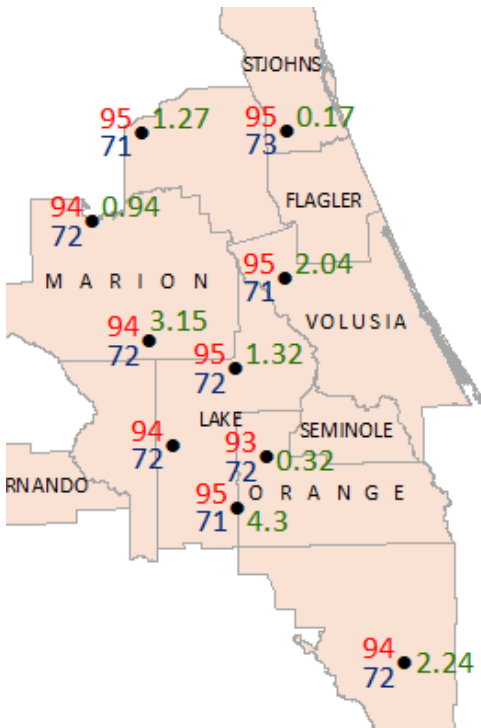 STJOHNS
95 1.27
71
95 0.17
73
FLAGLER
94 0.94
72
95 2.04
71
MARION
VOLUSIA
94 3.15
72
95 1.32
72
LAKE
SEMINOLE
94
72
93
72 0.32
RNANDO
ORANGE
95
71 4.3
94
72 2.24